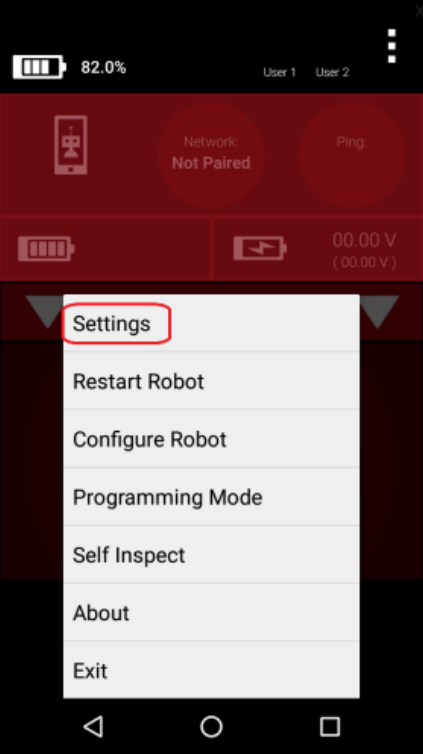 82.0%
User 1 User 2
Network:
Not Paired
Ping:
00.00 V
( 00.00 V )
Settings
Restart Robot
Configure Robot
Programming Mode
Self Inspect
About
Exit